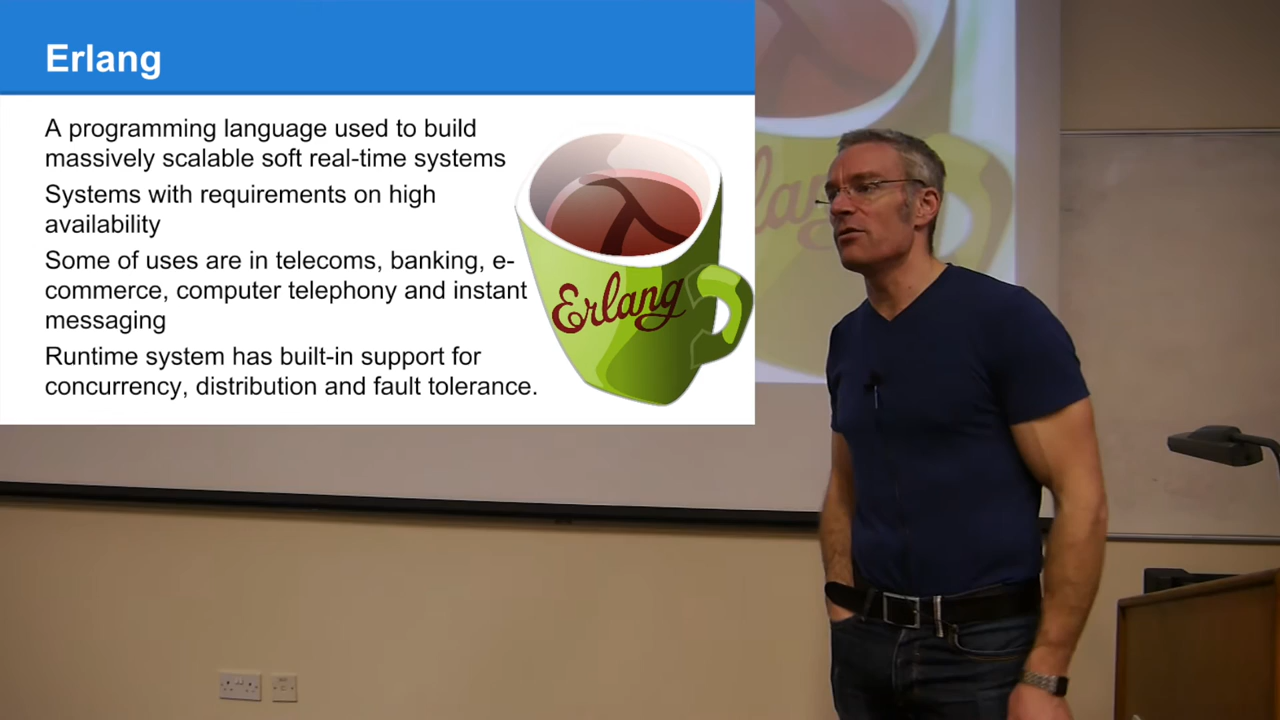 Erlang
A programming language used to build
massively scalable soft real-time systems
Systems with requirements on high
availability
Some of uses are in telecoms, banking, e-
commerce, computer telephony and instant
messaging
Runtime system has built-in support for
concurrency, distribution and fault tolerance.
Erlang